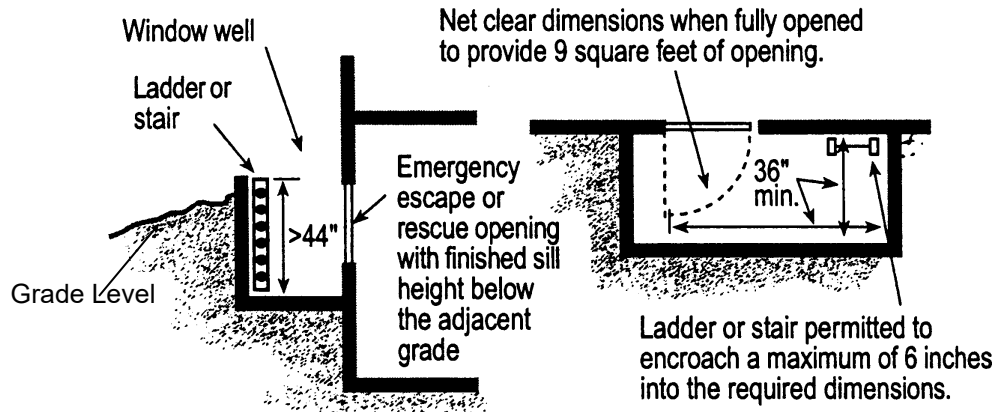 Window well
Ladder or
stair
>44"
Grade Level
Emergency
escape or
rescue opening
with finished sill
height below
the adjacent
grade
Net clear dimensions when fully opened
to provide 9 square feet of opening.
36"
min.
Ladder or stair permitted to
encroach a maximum of 6 inches
into the required dimensions.